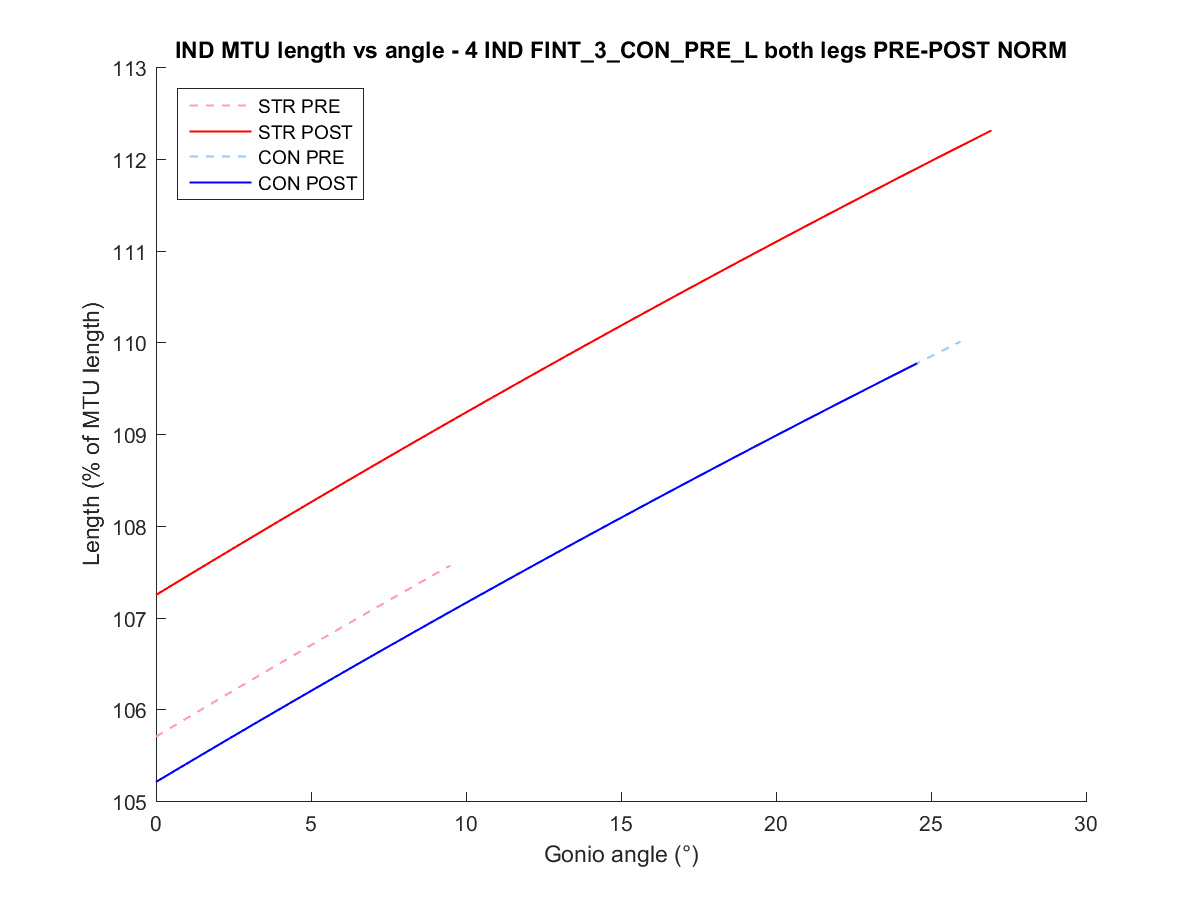 IND MTU length vs angle - 4 IND FINT_3_CON_PRE_L both legs PRE-POST NORM
113
112
111
110
109
108
107
106
105
Length (% of MTU length)
STR PRE
STR POST
CON PRE
CON POST
0 5 10 15 20 25 30
Gonio angle (°)